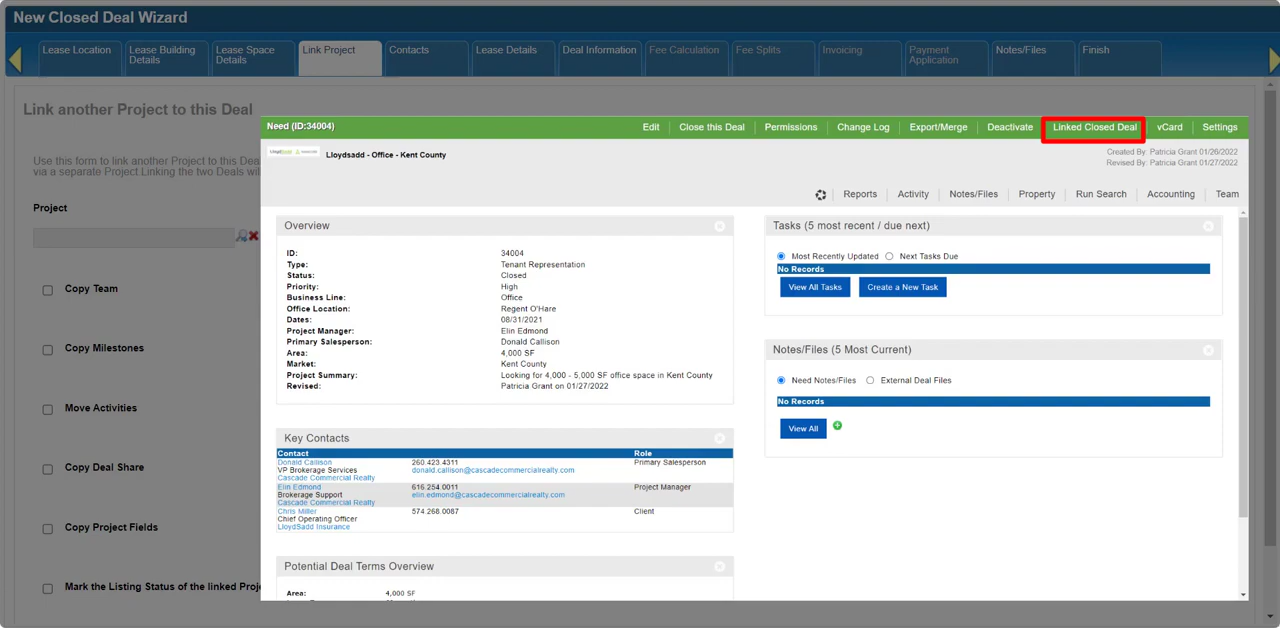 New Closed Deal Wizard
Lease Location
Lease Building Details
Lease Space Details
Link Project
Contacts
Lease Details
Deal Information
Fee Calculation
Fee Splits
Invoicing
Payment Application
Notes/Files
Finish
Link another Project to this Deal
Use this form to link another Project to this Dea
via a separate Project Linking the two Deals wil
Project
Copy Team
Copy Milestones
Move Activities
Copy Deal Share
Copy Project Fields
Mark the Listing Status of the linked Proje
Need (ID:34004)
Edit
Close this Deal
Permissions
Change Log
Export/Merge
Deactivate
Linked Closed Deal
vCard
Settings
Lloydsadd - Office - Kent County
Created By: Patricia Grant 01/26/2022
Revised By: Patricia Grant 01/27/2022
Reports
Activity
Notes/Files
Property
Run Search
Accounting
Team
Overview
ID: 34004
Type: Tenant Representation
Status: Closed
Priority: High
Business Line: Office
Office Location: Regent O'Hare
Dates: 08/31/2021
Project Manager: Elin Edmond
Primary Salesperson: Donald Callison
Area: 4,000 SF
Market: Kent County
Project Summary: Looking for 4,000 - 5,000 SF office space in Kent County
Revised: Patricia Grant on 01/27/2022
Key Contacts
Contact Role
Donald Callison 260.423.4311 Primary Salesperson
VP Brokerage Services donald.callison@cascadecommercialrealty.com
Cascade Commercial Realty
Elin Edmond 616.254.0011 Project Manager
Brokerage Support elin.edmond@cascadecommercialrealty.com
Cascade Commercial Realty
Chris Miller 574.268.0087 Client
Chief Operating Officer
LloydSadd Insurance
Potential Deal Terms Overview
Area: 4,000 SF
Tasks (5 most recent / due next)
Most Recently Updated Next Tasks Due
No Records
View All Tasks
Create a New Task
Notes/Files (5 Most Current)
Need Notes/Files External Deal Files
No Records
View All